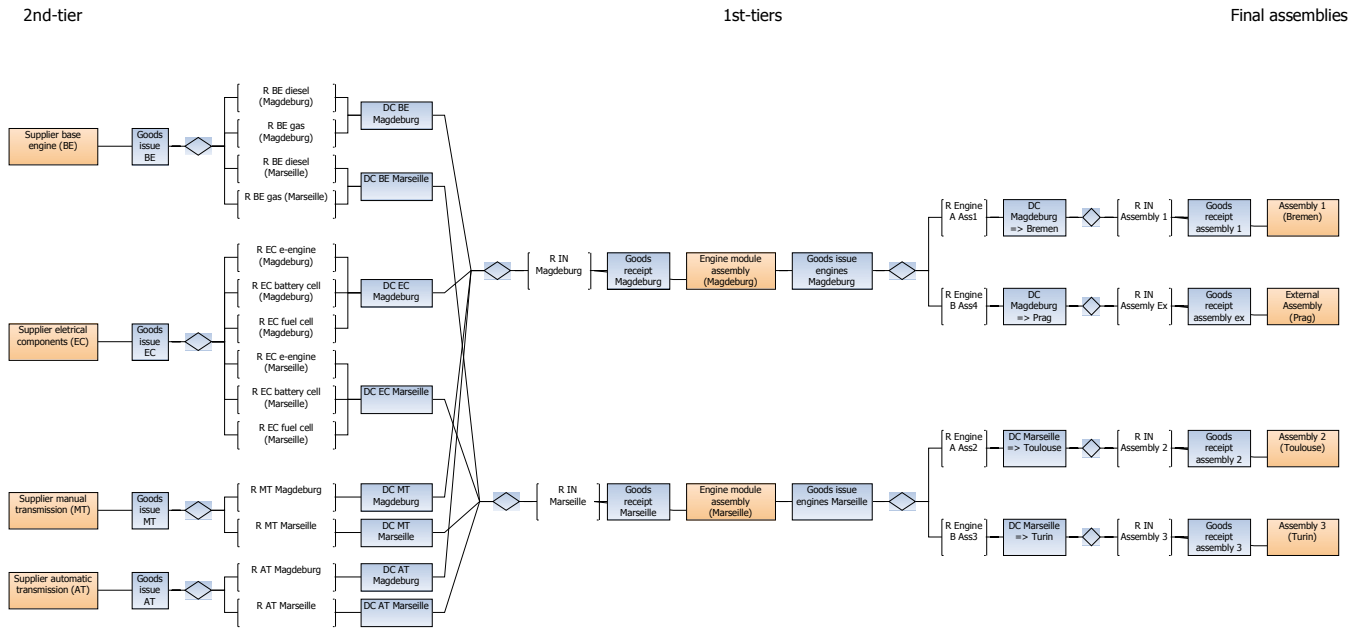 2nd-tier
1st-tiers
Final assemblies
Supplier base
engine (BE)
Goods
issue
BE
R BE diesel
(Magdeburg)
R BE gas
(Magdeburg)
R BE diesel
(Marseille)
R BE gas (Marseille)
DC BE
Magdeburg
DC BE Marseille
Supplier eletrical
components (EC)
Goods
issue
EC
R EC e-engine
(Magdeburg)
R EC battery cell
(Magdeburg)
R EC fuel cell
(Magdeburg)
R EC e-engine
(Marseille)
R EC battery cell
(Marseille)
R EC fuel cell
(Marseille)
DC EC
Magdeburg
DC EC Marseille
Supplier manual
transmission (MT)
Goods
issue
MT
R MT Magdeburg
R MT Marseille
DC MT
Magdeburg
DC MT
Marseille
Supplier automatic
transmission (AT)
Goods
issue
AT
R AT Magdeburg
R AT Marseille
DC AT
Magdeburg
DC AT Marseille
R IN
Magdeburg
Goods
receipt
Magdeburg
Engine module
assembly
(Magdeburg)
Goods issue
engines
Magdeburg
R Engine
A Ass1
DC
Magdeburg
=> Bremen
R IN
Assembly 1
Goods
receipt
assembly 1
Assembly 1
(Bremen)
R Engine
B Ass4
DC
Magdeburg
=> Prag
R IN
Assemly Ex
Goods
receipt
assembly ex
External
Assembly
(Prag)
R IN
Marseille
Goods
receipt
Marseille
Engine module
assembly
(Marseille)
Goods issue
engines Marseille
R Engine
A Ass2
DC Marseille
=> Toulouse
R IN
Assembly 2
Goods
receipt
assembly 2
Assembly 2
(Toulouse)
R Engine
B Ass3
DC Marseille
=> Turin
R IN
Assembly 3
Goods
receipt
assembly 3
Assembly 3
(Turin)